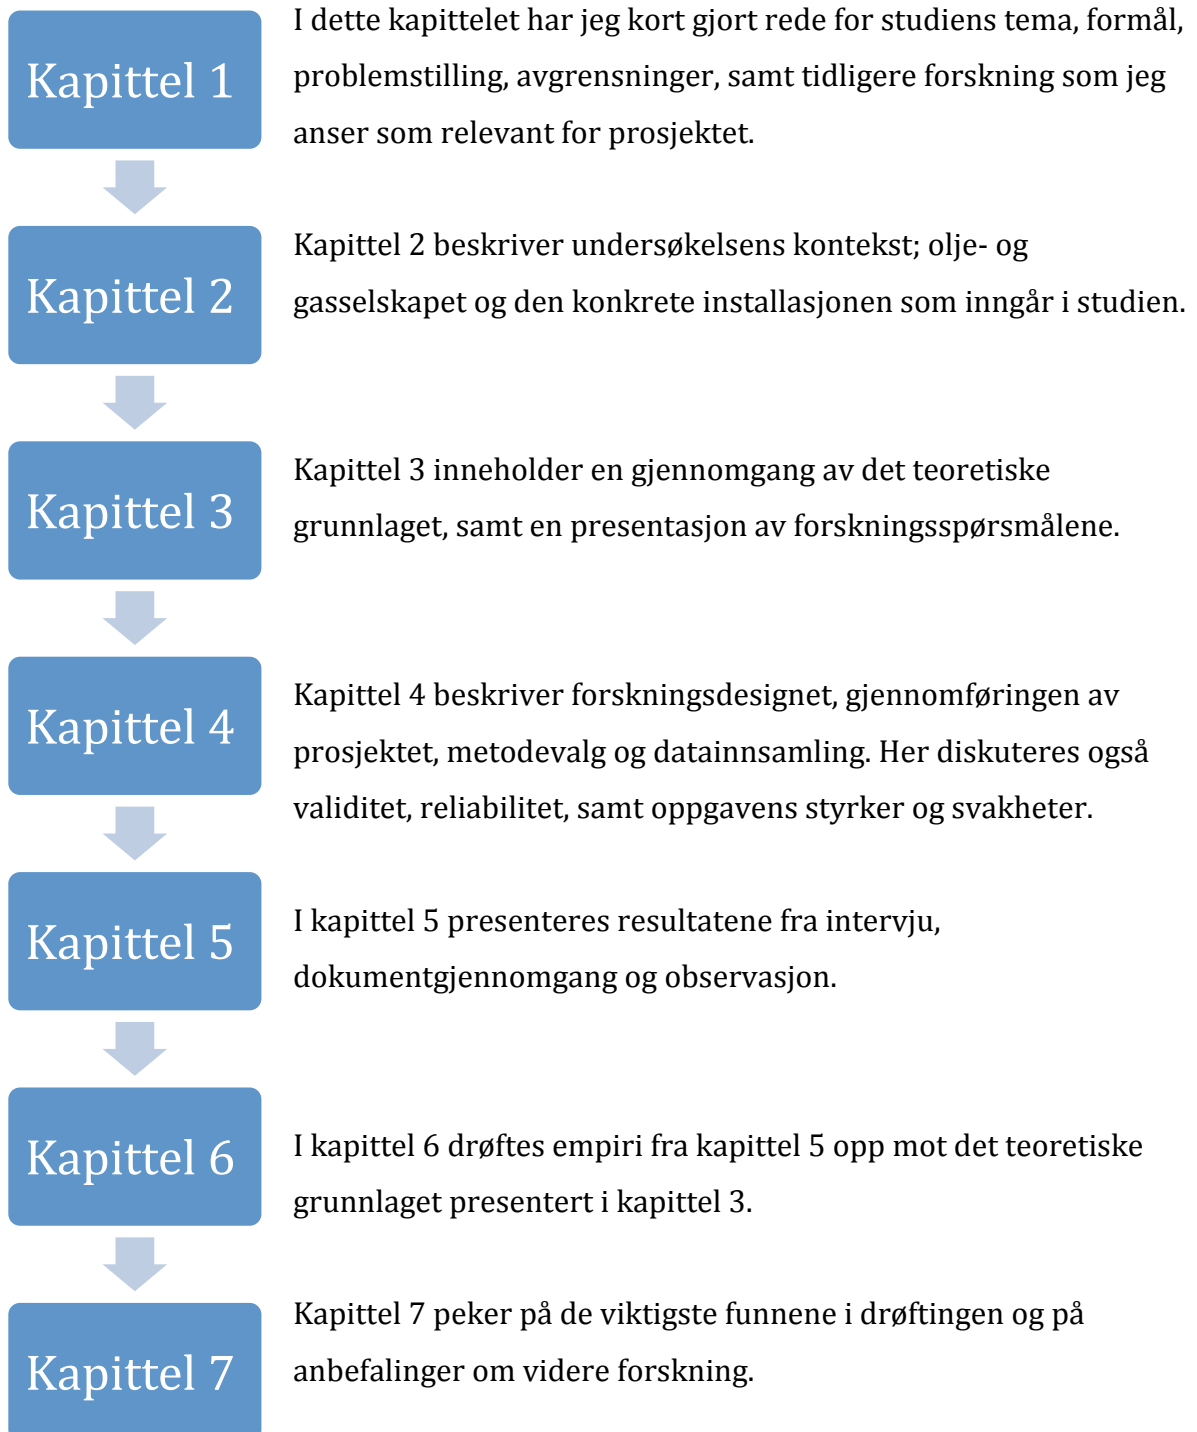 Kapittel 1
I dette kapittelet har jeg kort gjort rede for studiens tema, formål,
problemstilling, avgrensninger, samt tidligere forskning som jeg
anser som relevant for prosjektet.
Kapittel 2
Kapittel 2 beskriver undersøkelsens kontekst; olje- og
gasselskapet og den konkrete installasjonen som inngår i studien.
Kapittel 3
Kapittel 3 inneholder en gjennomgang av det teoretiske
grunnlaget, samt en presentasjon av forskningsspørsmålene.
Kapittel 4
Kapittel 4 beskriver forskningsdesignet, gjennomføringen av
prosjektet, metodevalg og datainnsamling. Her diskuteres også
validitet, reliabilitet, samt oppgavens styrker og svakheter.
Kapittel 5
I kapittel 5 presenteres resultatene fra intervju,
dokumentgjennomgang og observasjon.
Kapittel 6
I kapittel 6 drøftes empiri fra kapittel 5 opp mot det teoretiske
grunnlaget presentert i kapittel 3.
Kapittel 7
Kapittel 7 peker på de viktigste funnene i drøftingen og på
anbefalinger om videre forskning.